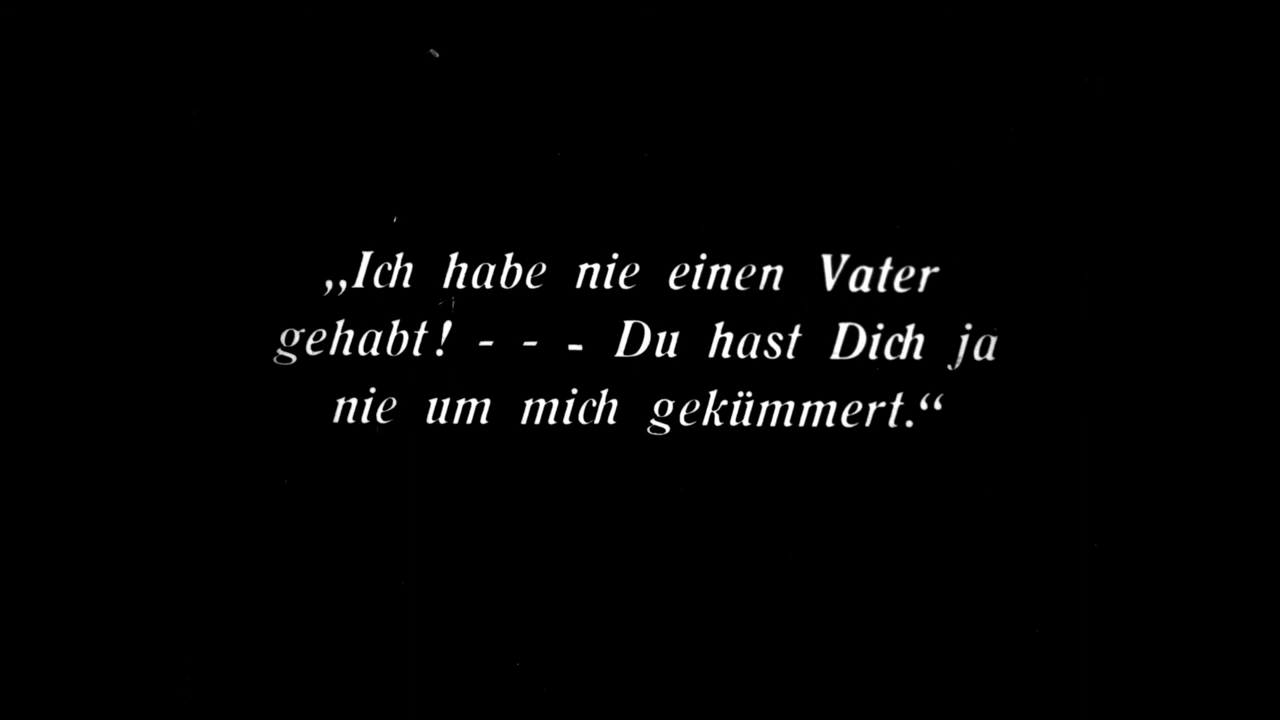 „Ich habe nie einen Vater
gehabt! - - - Du hast Dich ja
nie um mich gekümmert.“